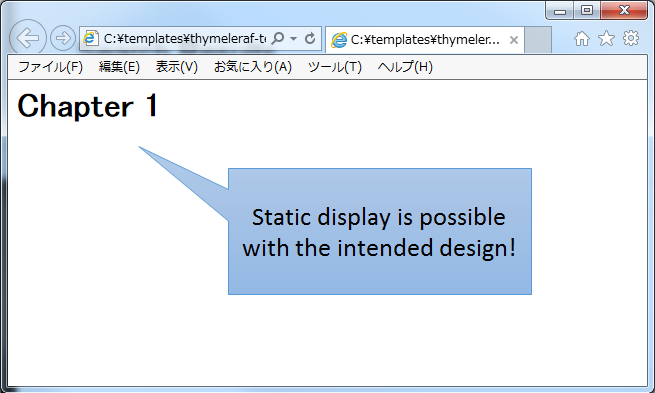 C:¥templates¥thymeleraf-te
C:¥templates¥thymeler...
ファイル(F) 編集(E) 表示(V) お気に入り(A) ツール(T) ヘルプ(H)
Chapter 1
Static display is possible
with the intended design!